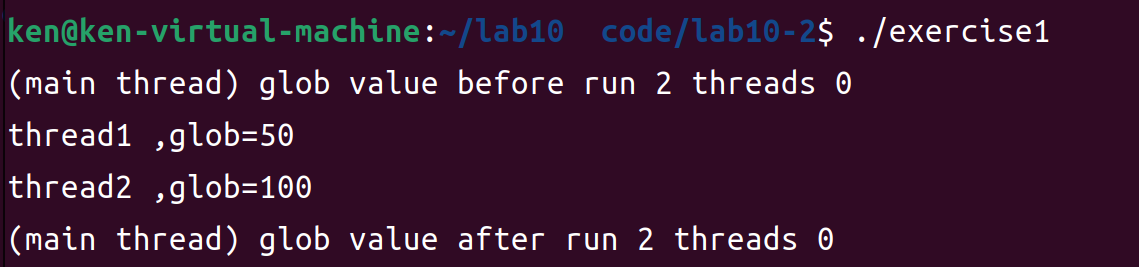 ken@ken-virtual-machine:~/lab10  code/lab10-2$ ./exercise1
(main thread) glob value before run 2 threads 0
thread1 ,glob=50
thread2 ,glob=100
(main thread) glob value after run 2 threads 0